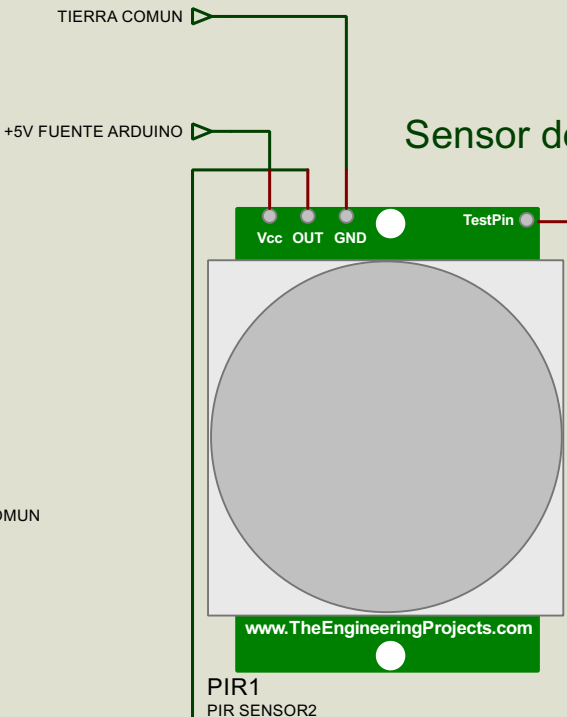 TIERRA COMUN
+5V FUENTE ARDUINO
Sensor de
TestPin
Vcc OUT GND
OMUN
www.TheEngineeringProjects.com
PIR1
PIR SENSOR2